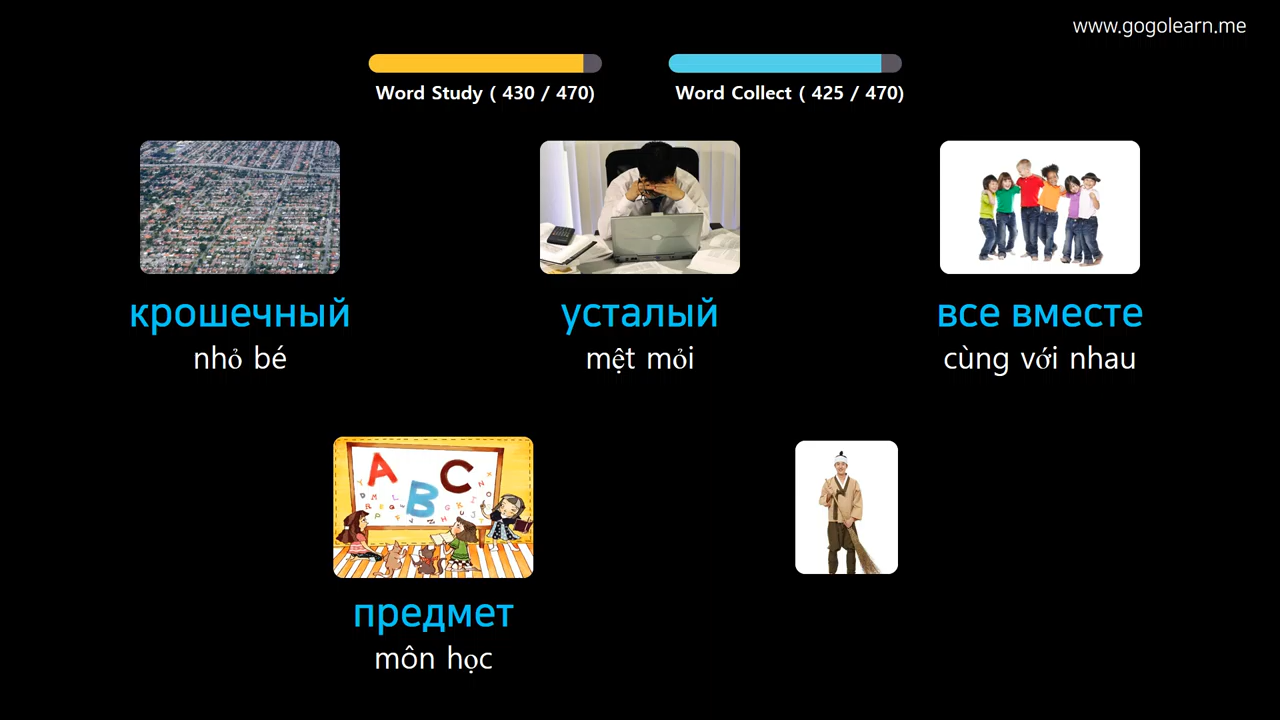 www.gogolearn.me
Word Study ( 430 / 470)
Word Collect ( 425 / 470)
крошечный
nhỏ bé
усталый
mệt mỏi
все вместе
cùng với nhau
A B C
предмет
môn học